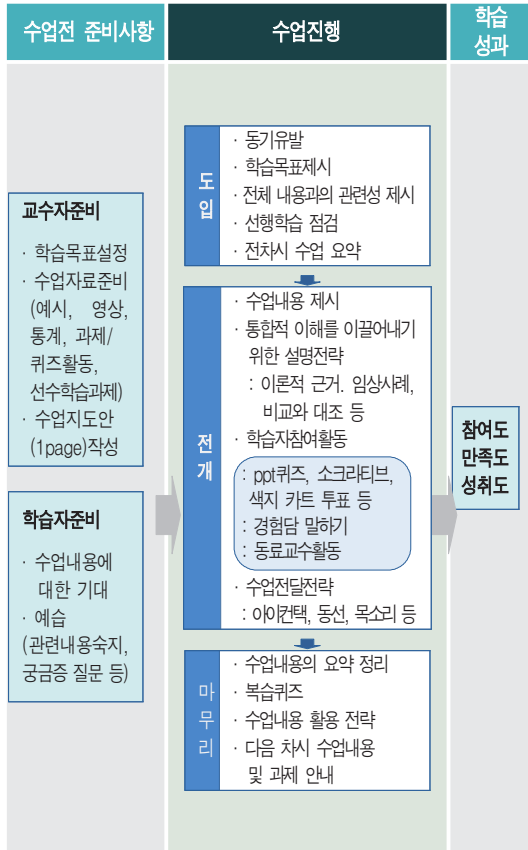 수업전 준비사항
수업진행
학습
성과
교수자준비
· 학습목표설정
· 수업자료준비
(예시, 영상,
통계, 과제/
퀴즈활동,
선수학습과제)
· 수업지도안
(1page)작성
학습자준비
· 수업내용에
대한 기대
· 예습
(관련내용숙지,
궁금증 질문 등)
도
입
· 동기유발
· 학습목표제시
· 전체 내용과의 관련성 제시
· 선행학습 점검
· 전차시 수업 요약
전
개
· 수업내용 제시
· 통합적 이해를 이끌어내기
위한 설명전략
: 이론적 근거. 임상사례,
비교와 대조 등
· 학습자참여활동
: ppt퀴즈, 소크라티브,
색지 카트 투표 등
: 경험담 말하기
: 동료교수활동
· 수업전달전략
: 아이컨택, 동선, 목소리 등
마
무
리
· 수업내용의 요약 정리
· 복습퀴즈
· 수업내용 활용 전략
· 다음 차시 수업내용
및 과제 안내
참여도
만족도
성취도